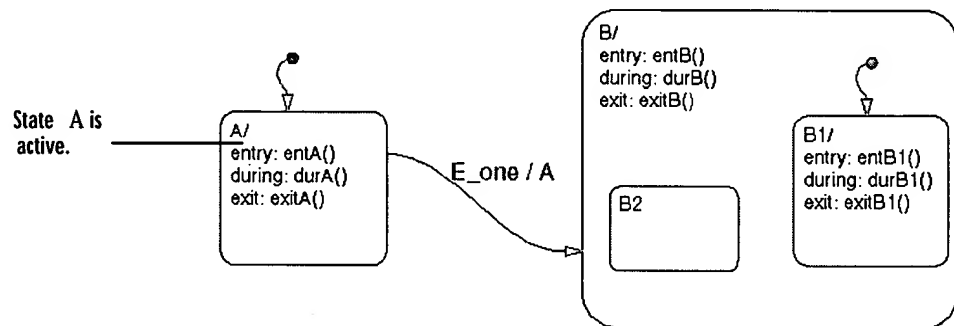 State A is
active.
A/
entry: entA()
during: durA()
exit: exitA()
E_one / A
B/
entry: entB()
during: durB()
exit: exitB()
B2
B1/
entry: entB1()
during: durB1()
exit: exitB1()